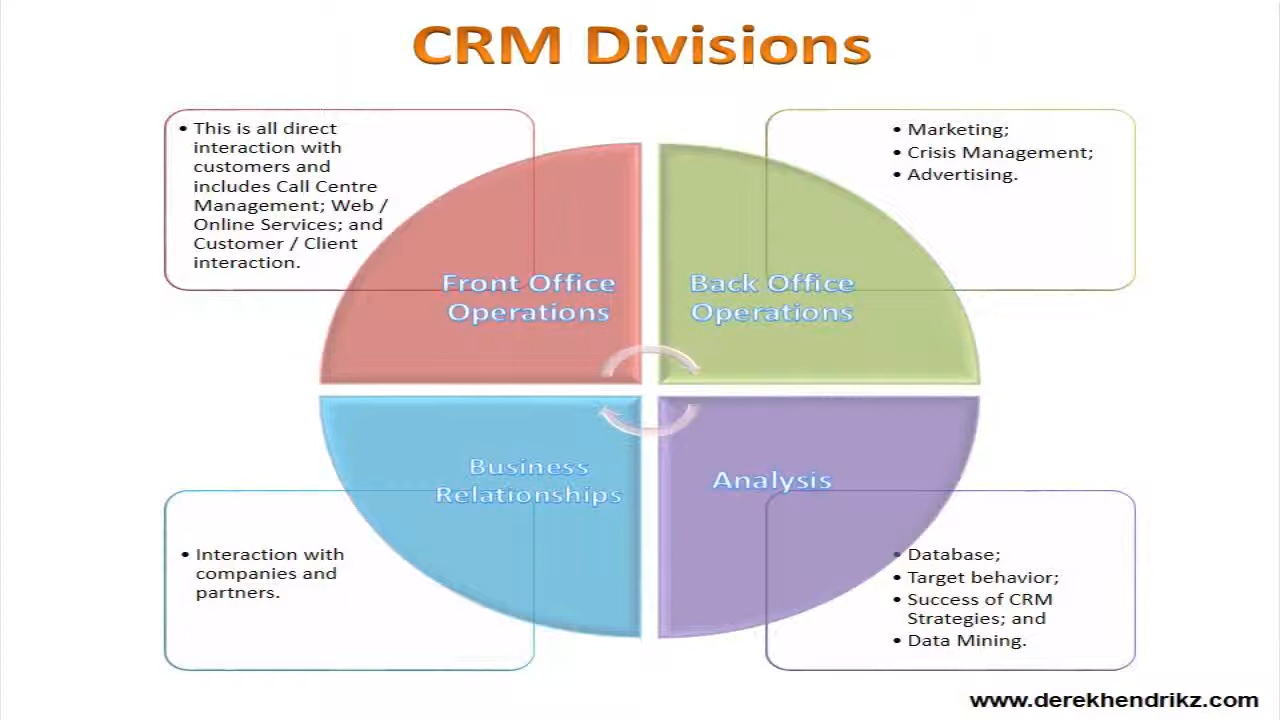 CRM Divisions
• This is all direct
interaction with
customers and
includes Call Centre
Management; Web /
Online Services; and
Customer / Client
interaction.
• Marketing;
• Crisis Management;
• Advertising.
Front Office
Operations
Back Office
Operations
Business
Relationships
Analysis
• Interaction with
companies and
partners.
• Database;
• Target behavior;
• Success of CRM
Strategies; and
• Data Mining.
www.derekhendrikz.com